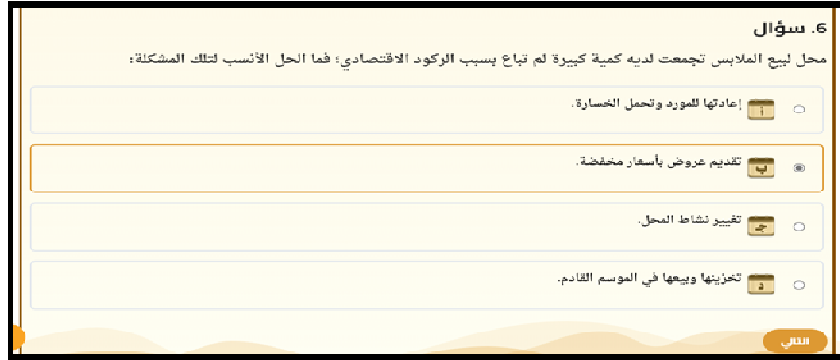 6. سؤال
محل لبيع الملابس تجمعت لديه كمية كبيرة لم تباع بسبب الركود الاقتصادي؛ فما الحل الأنسب لتلك المشكلة:
أ إعادتها للمورد وتحمل الخسارة.
ب تقديم عروض بأسعار مخفضة.
جـ تغيير نشاط المحل.
د تخزينها وبيعها في الموسم القادم.
التالي